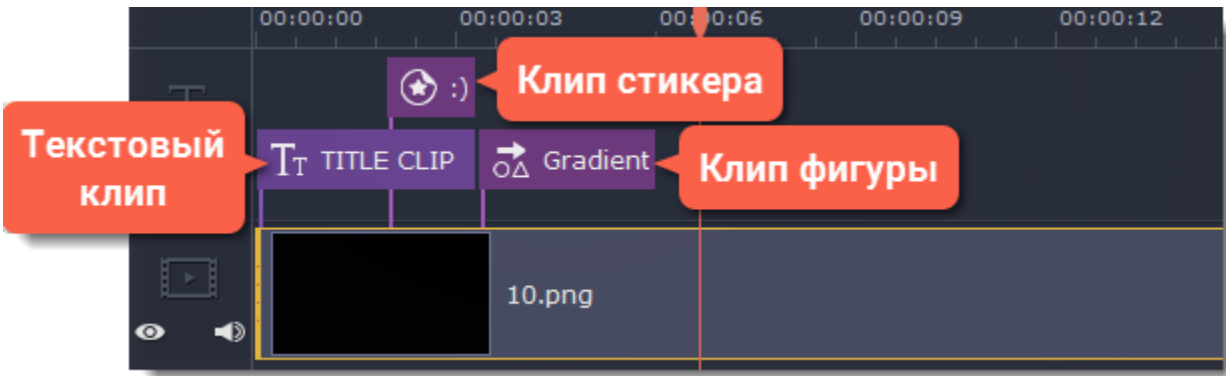 00:00:00 00:00:03 00:00:06 00:00:09 00:00:12
:) Клип стикера
Текстовый
клип
TT TITLE CLIP Gradient Клип фигуры
10.png